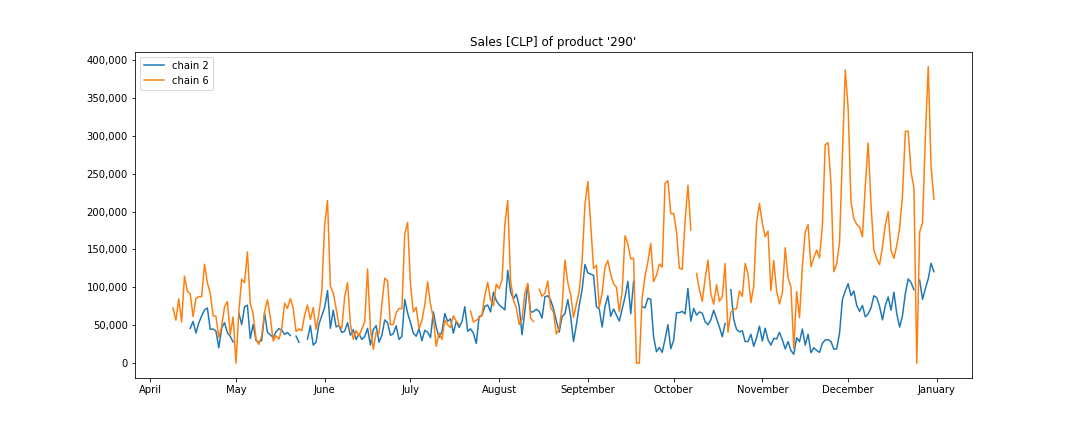 Sales [CLP] of product '290'
chain 2
chain 6
400,000
350,000
300,000
250,000
200,000
150,000
100,000
50,000
0
April May June July August September October November December January